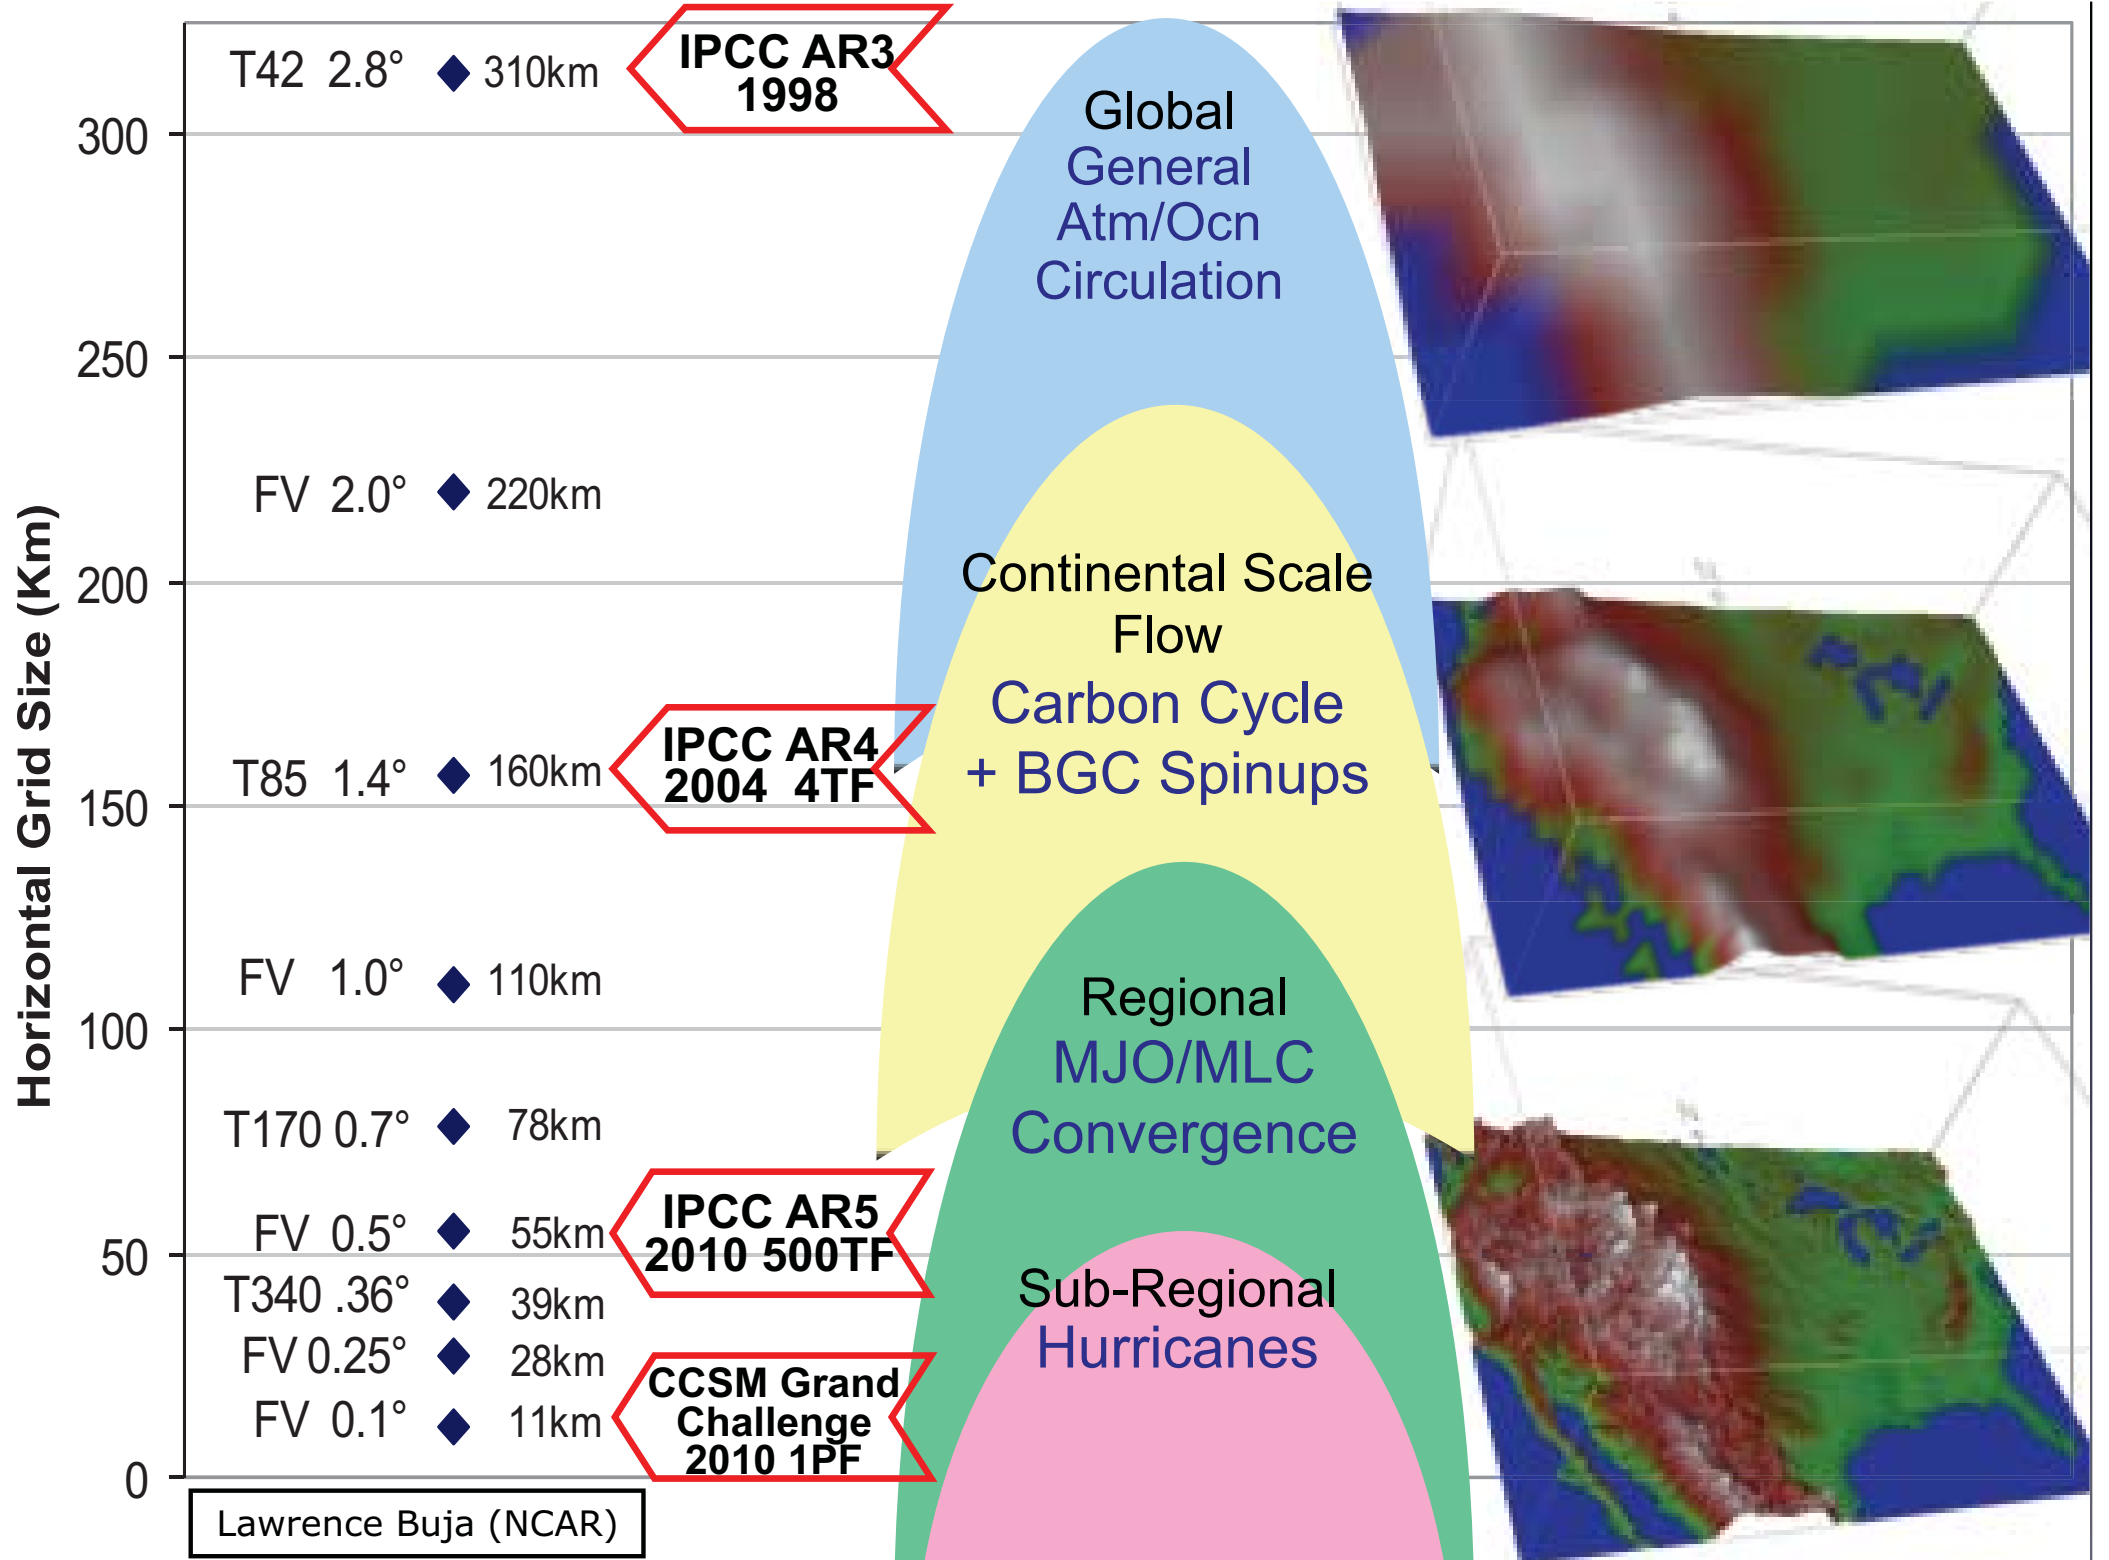 T42 2.8° 310km
IPCC AR3
1998
300
250
FV 2.0° 220km
200
T85 1.4° 160km
IPCC AR4
2004 4TF
150
FV 1.0° 110km
100
T170 0.7° 78km
FV 0.5° 55km
IPCC AR5
2010 500TF
50
T340 .36° 39km
FV 0.25° 28km
FV 0.1° 11km
CCSM Grand
Challenge
2010 1PF
0
Horizontal Grid Size (Km)
Global
General
Atm/Ocn
Circulation
Continental Scale
Flow
Carbon Cycle
+ BGC Spinups
Regional
MJO/MLC
Convergence
Sub-Regional
Hurricanes
Lawrence Buja (NCAR)